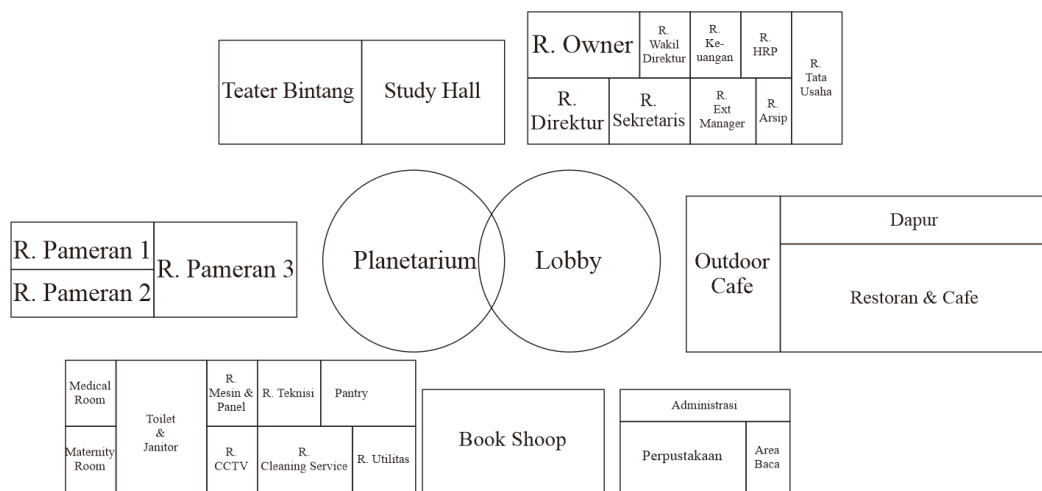 Teater Bintang
Study Hall
R. Owner
R.
Wakil
Direktur
R.
Ke-
uangan
R.
HRP
R.
Tata
Usaha
R.
Direktur
R.
Sekretaris
R.
Ext
Manager
R.
Arsip
R. Pameran 1
R. Pameran 2
R. Pameran 3
Planetarium
Lobby
Outdoor
Cafe
Dapur
Restoran & Cafe
Medical
Room
Maternity
Room
Toilet
&
Janitor
R.
Mesin &
Panel
R. Teknisi
Pantry
R.
CCTV
R.
Cleaning Service
R. Utilitas
Book Shoop
Administrasi
Perpustakaan
Area
Baca